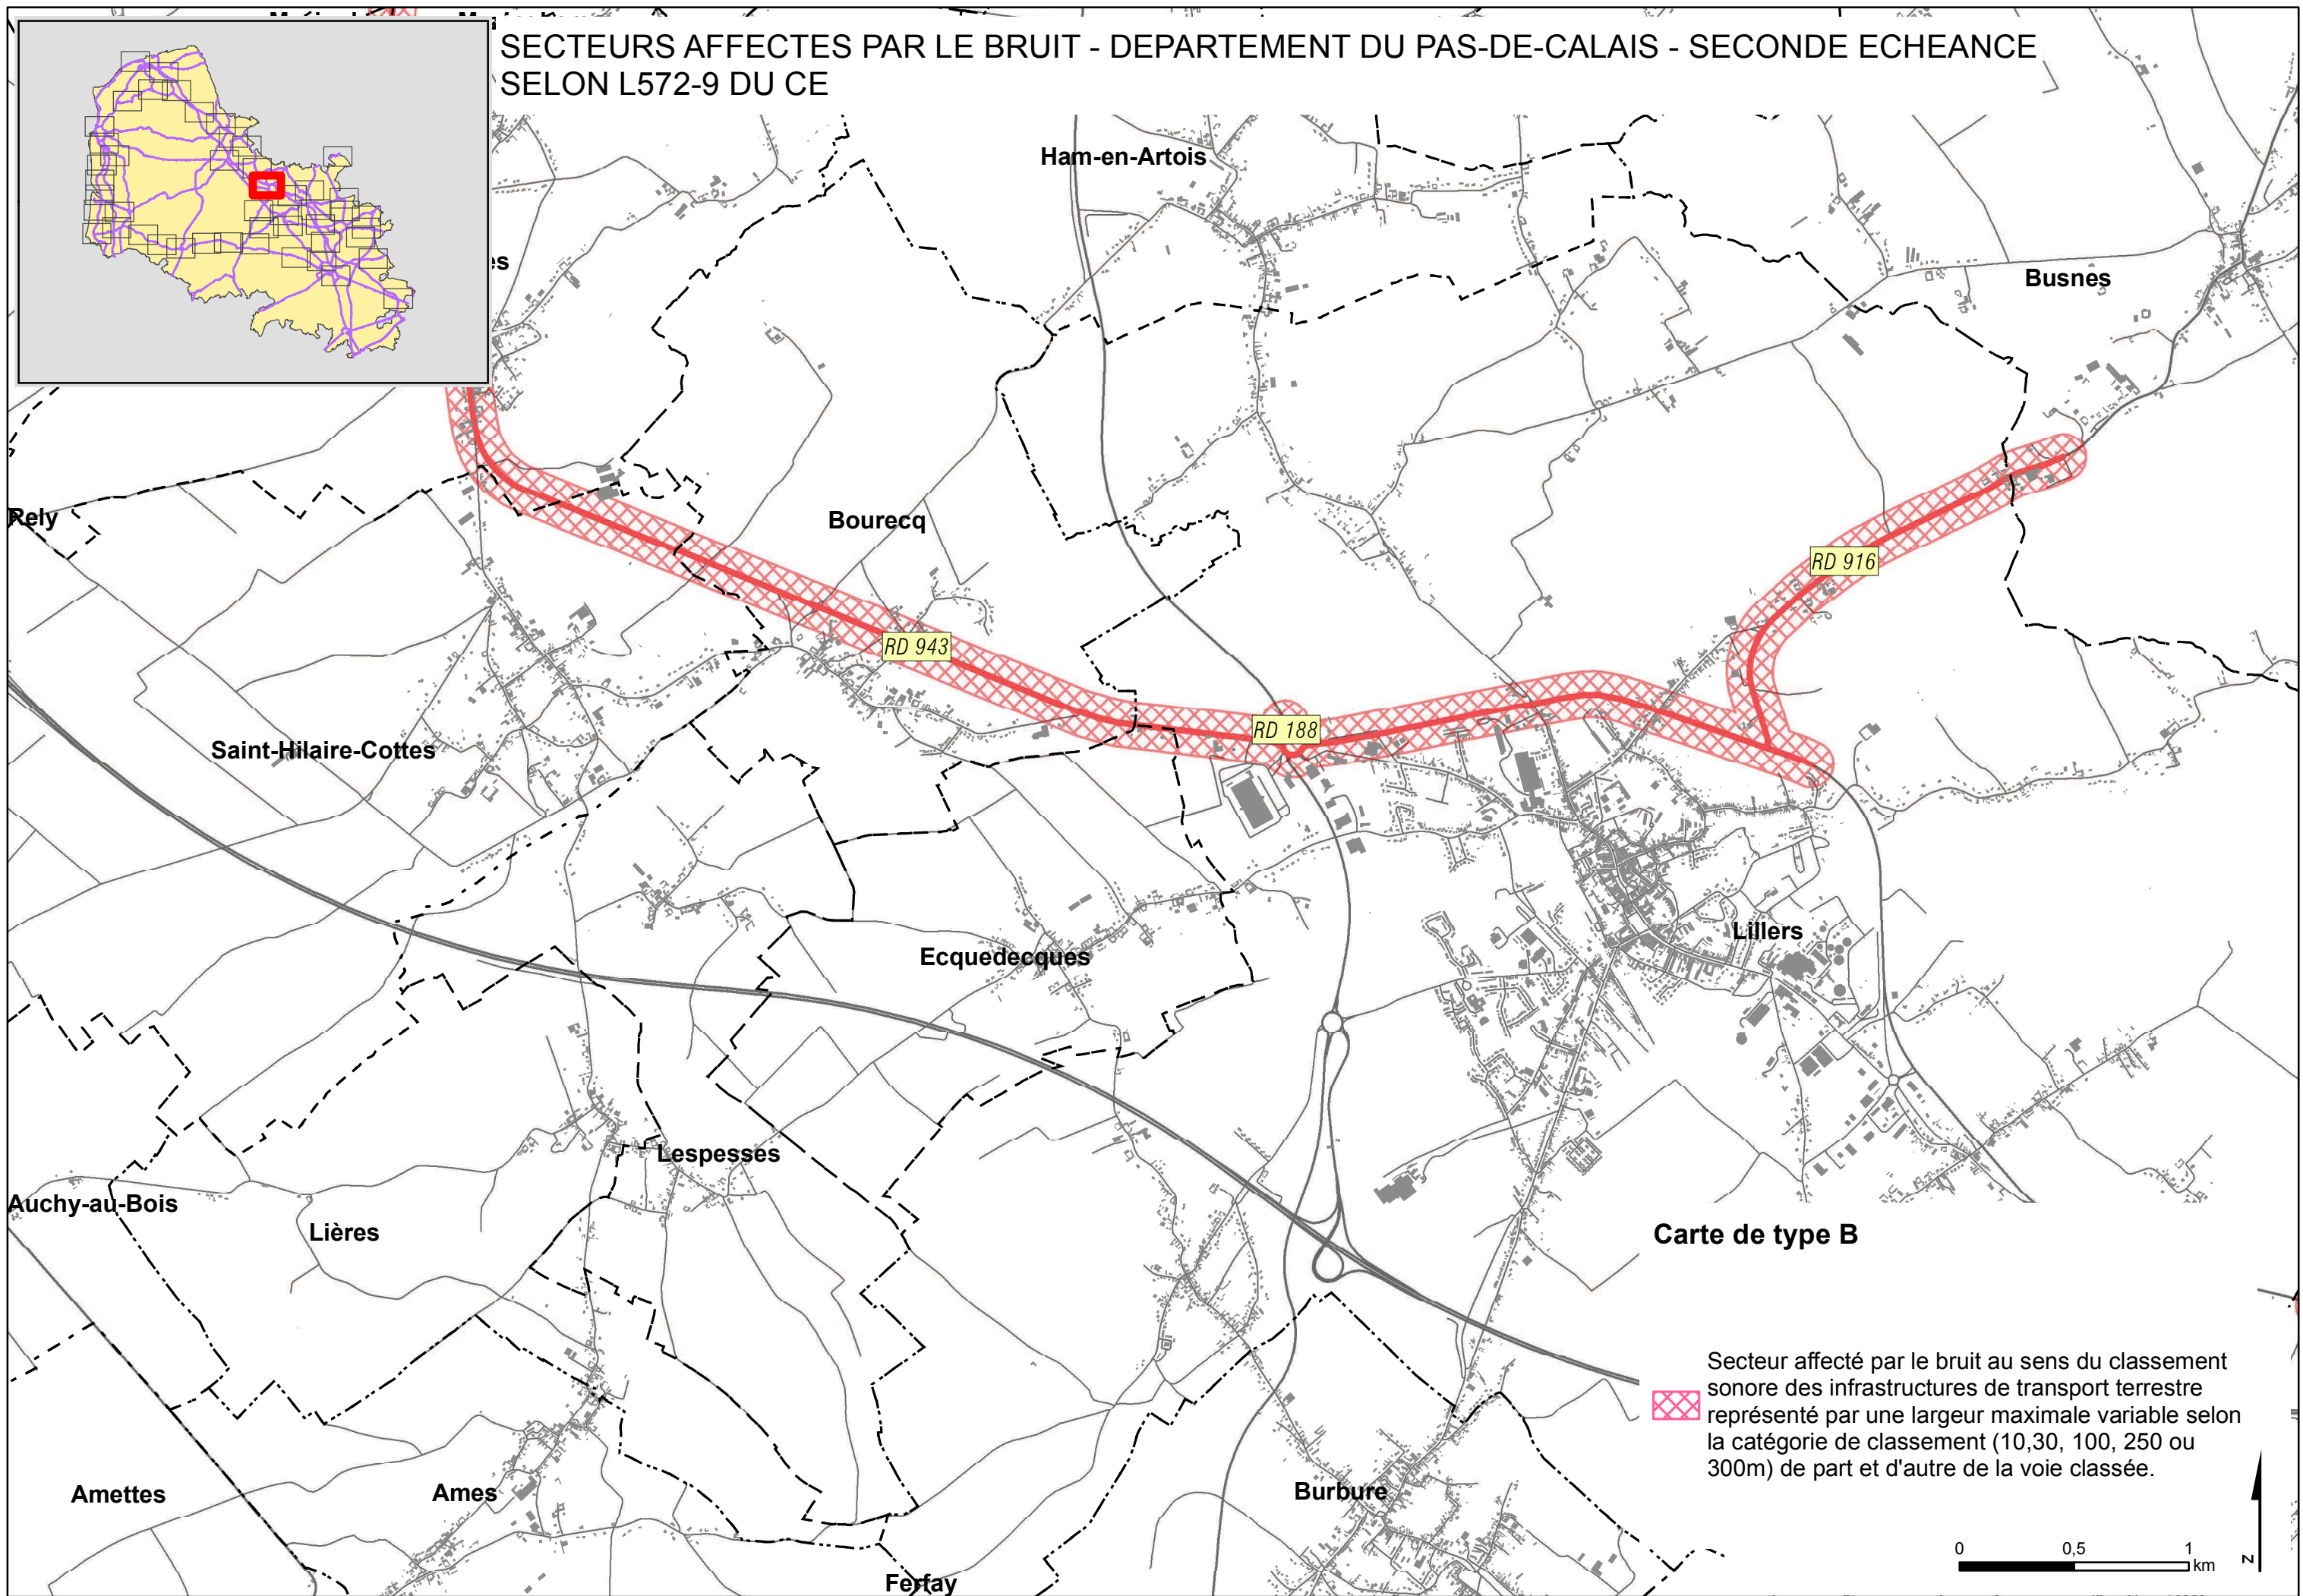 SECTEURS AFFECTES PAR LE BRUIT - DEPARTEMENT DU PAS-DE-CALAIS - SECONDE ECHEANCE
SELON L572-9 DU CE
Ham-en-Artois
es
Busnes
Rely
Bourecq
RD 916
RD 943
RD 188
Saint-Hilaire-Cottes
Lillers
Ecquedecques
Lespesses
Auchy-au-Bois
Lières
Carte de type B
Secteur affecté par le bruit au sens du classement
sonore des infrastructures de transport terrestre
représenté par une largeur maximale variable selon
la catégorie de classement (10,30, 100, 250 ou
300m) de part et d'autre de la voie classée.
Amettes
Ames
Burbure
0 0,5 1
km
N
Ferfay